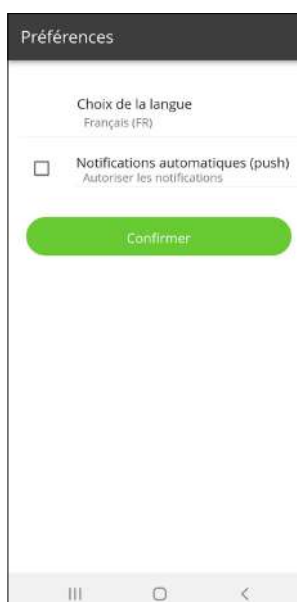 Préférences
Choix de la langue
Français (FR)
Notifications automatiques (push)
Autoriser les notifications
Confirmer